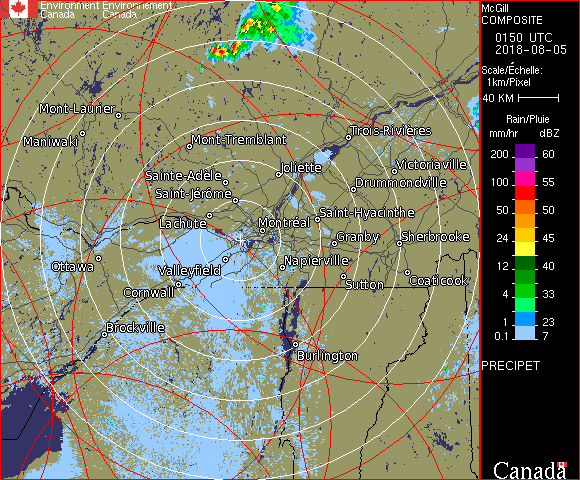 Environment Environnement
Canada Canada
McGill
COMPOSITE
0150 UTC
2018-08-05
Scale/Échelle:
1km/Pixel
40 KM
Rain/Pluie
mm/hr dBZ
200 60
100 55
50 50
24 45
12 40
4 33
1 23
0.1 7
PRECIPET
Mont-Laurier
Maniwaki
Mont-Tremblant
Trois-Rivières
Joliette
Victoriaville
Sainte-Adèle
Drummondville
Saint-Jérôme
Saint-Hyacinthe
Lachute
Montréal
Granby
Sherbrooke
Ottawa
Valleyfield
Napierville
Sutton
Coaticook
Cornwall
Brockville
Burlington
Canada